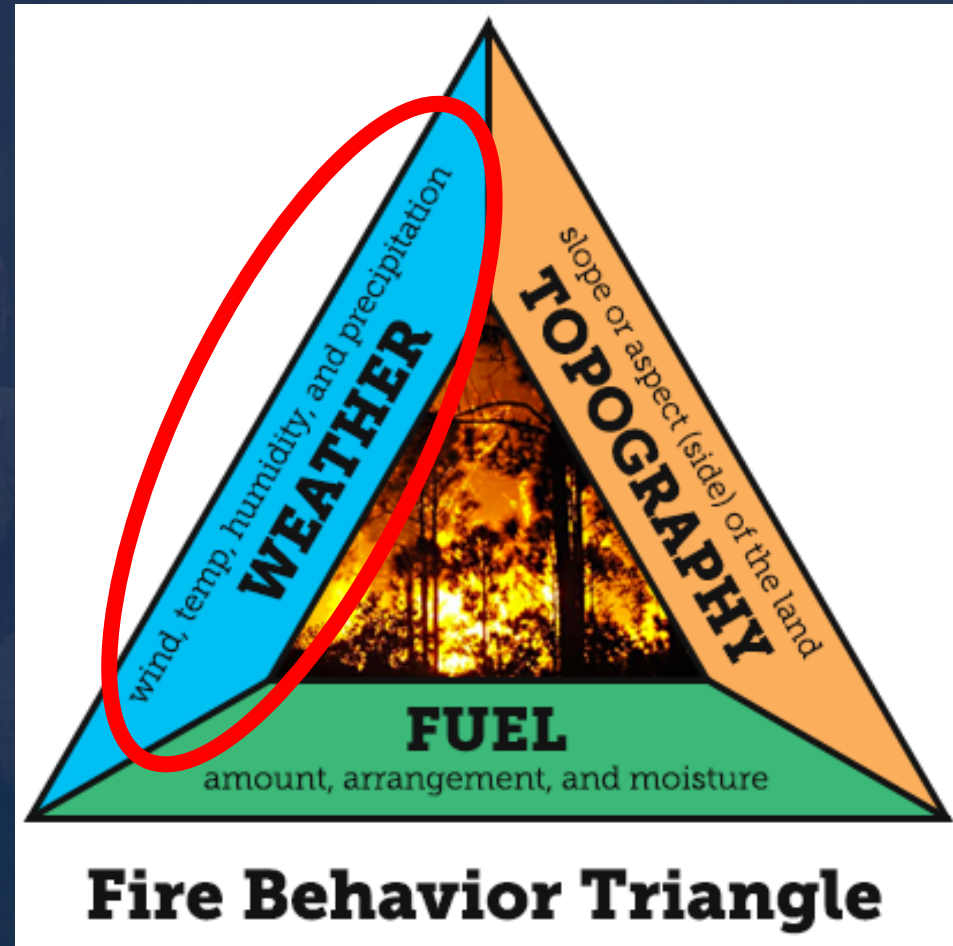 wind, temp, humidity, and precipitation
WEATHER
slope or aspect (side) of the land
TOPOGRAPHY
FUEL
amount, arrangement, and moisture
Fire Behavior Triangle